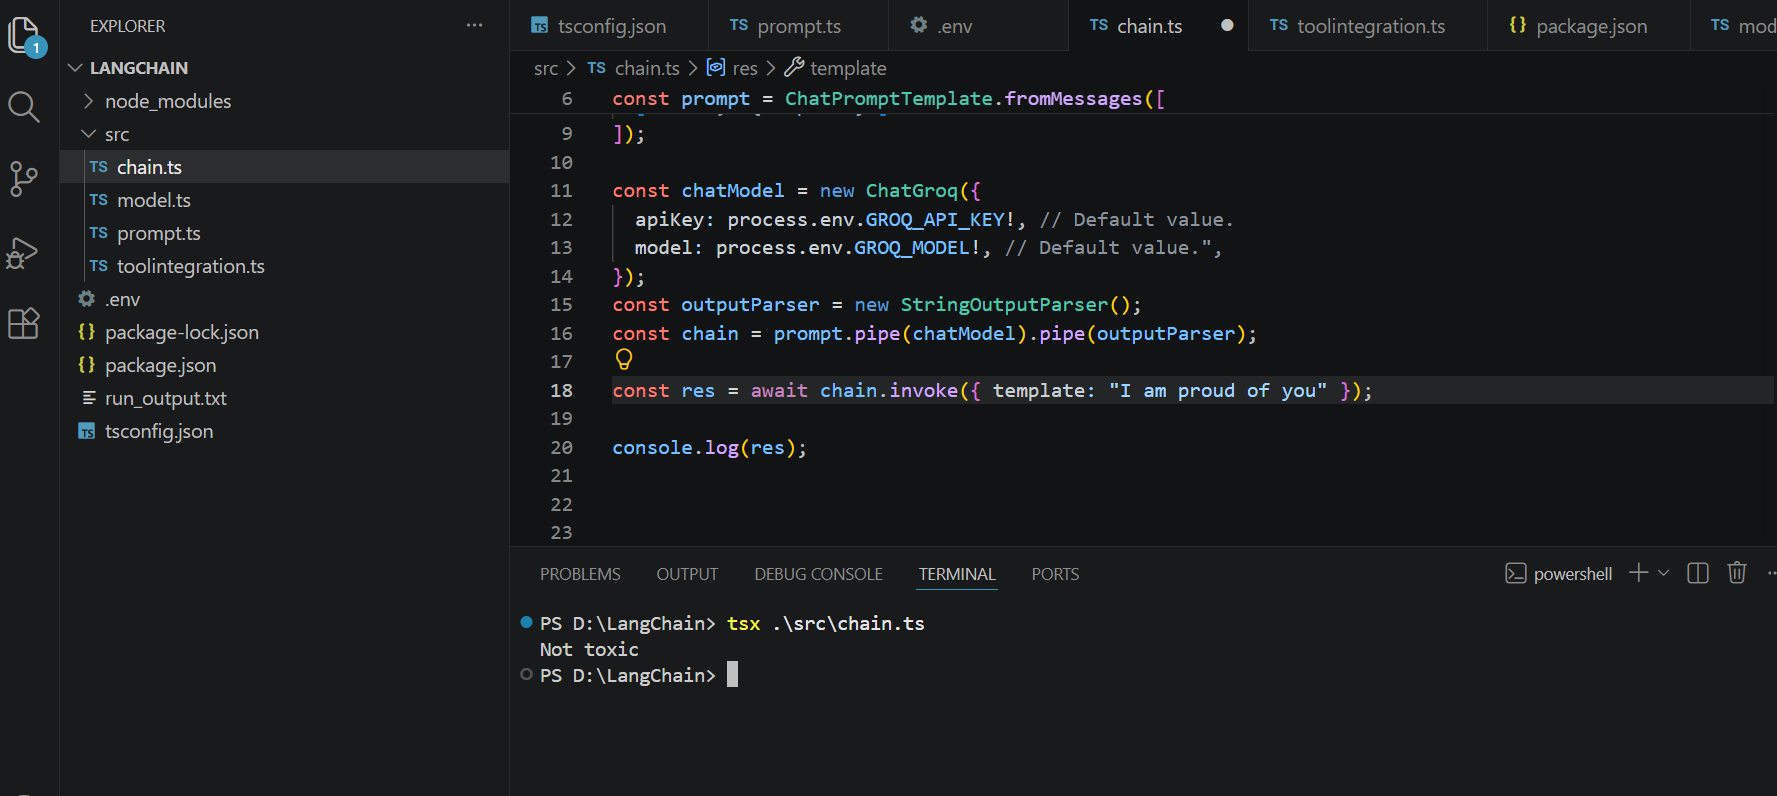 EXPLORER
LANGCHAIN
node_modules
src
TS chain.ts
TS model.ts
TS prompt.ts
TS toolintegration.ts
.env
{} package-lock.json
{} package.json
run_output.txt
TS tsconfig.json
1
TS tsconfig.json TS prompt.ts .env TS chain.ts TS toolintegration.ts {} package.json TS mod
src > TS chain.ts > res > template
6 const prompt = ChatPromptTemplate.fromMessages([
9 ]);
10
11 const chatModel = new ChatGroq({
12 apiKey: process.env.GROQ_API_KEY!, // Default value.
13 model: process.env.GROQ_MODEL!, // Default value.",
14 });
15 const outputParser = new StringOutputParser();
16 const chain = prompt.pipe(chatModel).pipe(outputParser);
17
18 const res = await chain.invoke({ template: "I am proud of you" });
19
20 console.log(res);
21
22
23
PROBLEMS OUTPUT DEBUG CONSOLE TERMINAL PORTS powershell
PS D:\LangChain> tsx .\src\chain.ts
Not toxic
PS D:\LangChain>